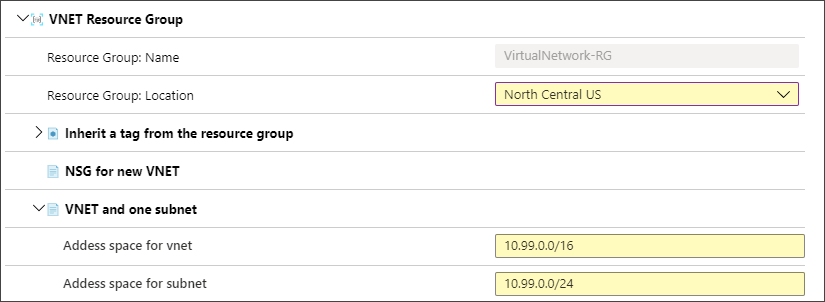 VNET Resource Group
Resource Group: Name VirtualNetwork-RG
Resource Group: Location North Central US
Inherit a tag from the resource group
NSG for new VNET
VNET and one subnet
Addess space for vnet 10.99.0.0/16
Addess space for subnet 10.99.0.0/24